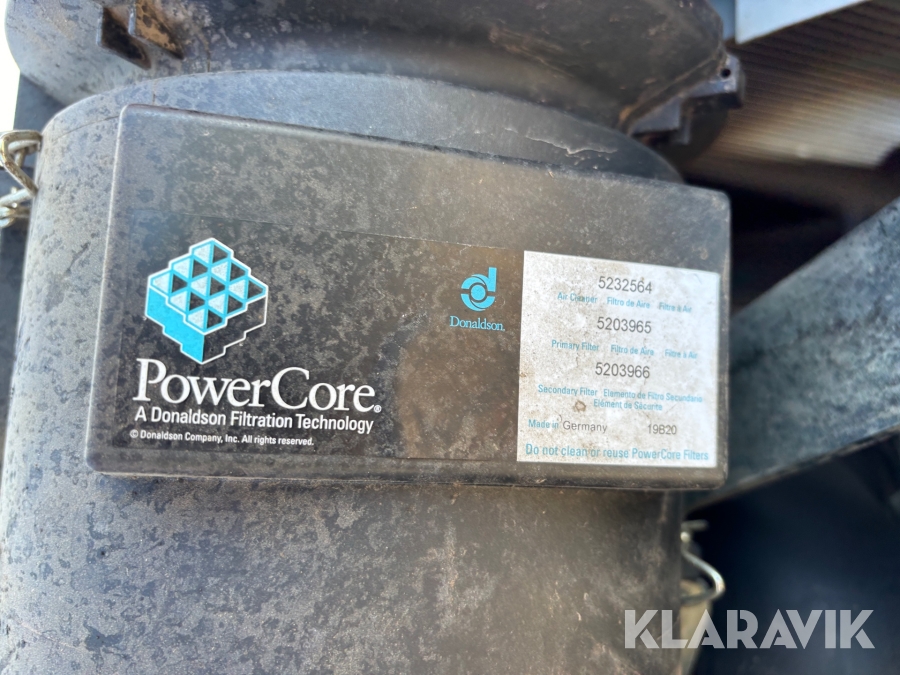 PowerCore®
A Donaldson Filtration Technology
© Donaldson Company, Inc. All rights reserved.
Donaldson.
5232564
Air Cleaner Filtro de Aire Filtre à Air
5203965
Primary Filter Filtro de Aire Filtre à Air
5203966
Secondary Filter Elemento de Filtro Secundario
Elément de Sécurité
Made in Germany 19820
Do not clean or reuse PowerCore Filters
KLARAVIK